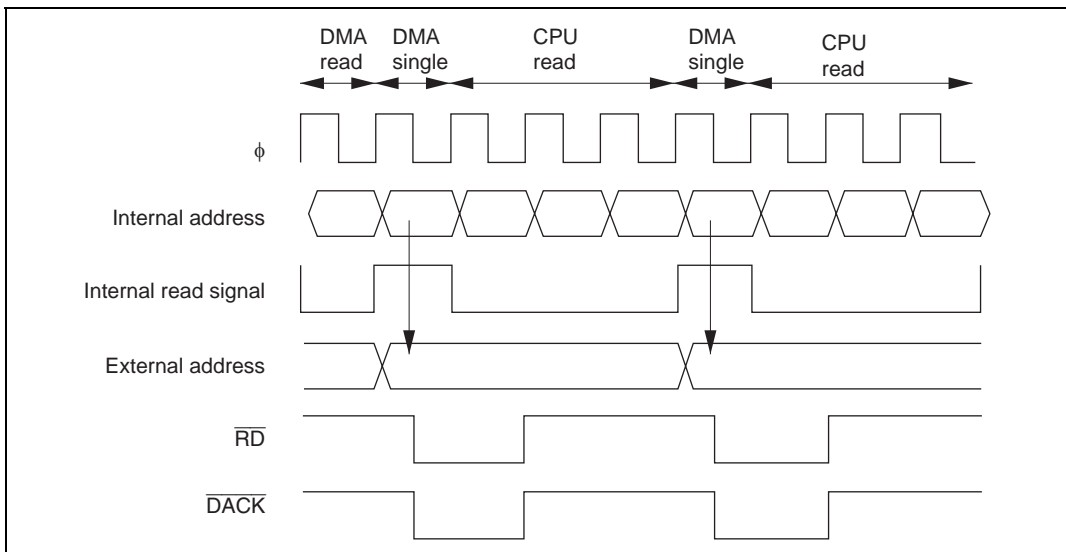 DMA read
DMA single
CPU read
DMA single
CPU read
ϕ
Internal address
Internal read signal
External address
RD
DACK